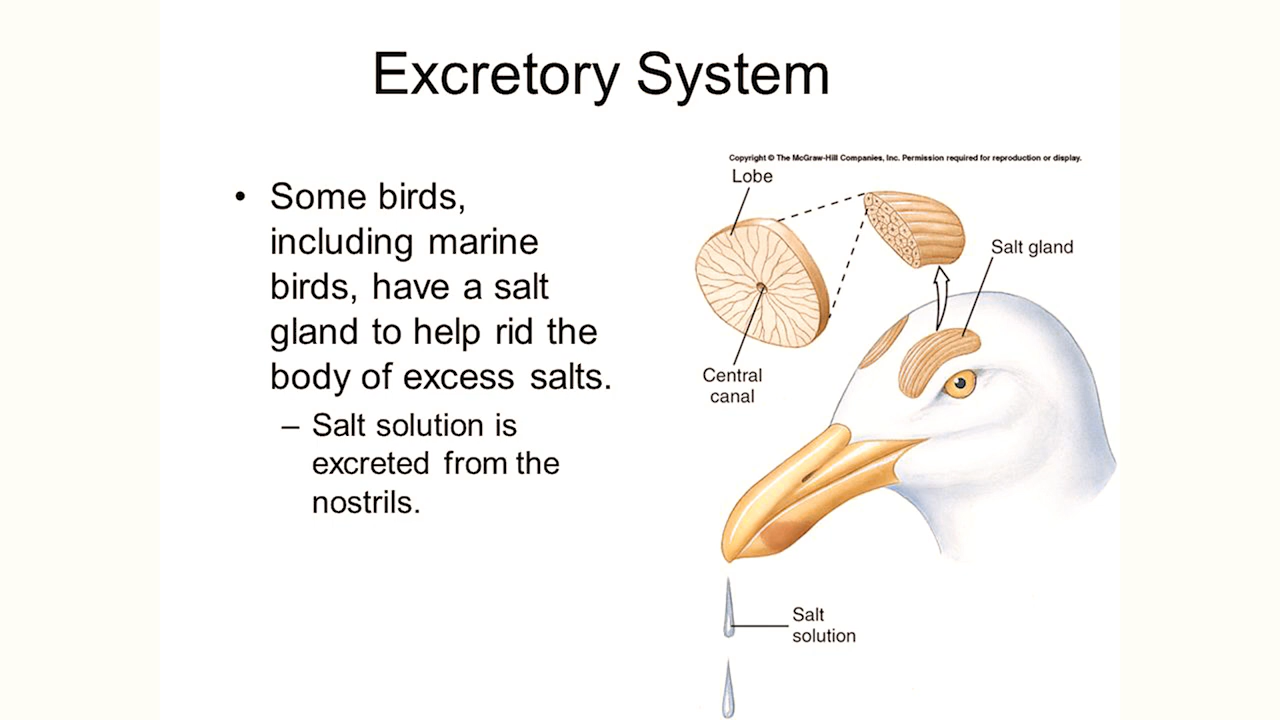 Excretory System
Copyright © The McGraw-Hill Companies, Inc. Permission required for reproduction or display.
• Some birds,
including marine
birds, have a salt
gland to help rid the
body of excess salts.
– Salt solution is
excreted from the
nostrils.
Lobe
Salt gland
Central
canal
Salt
solution